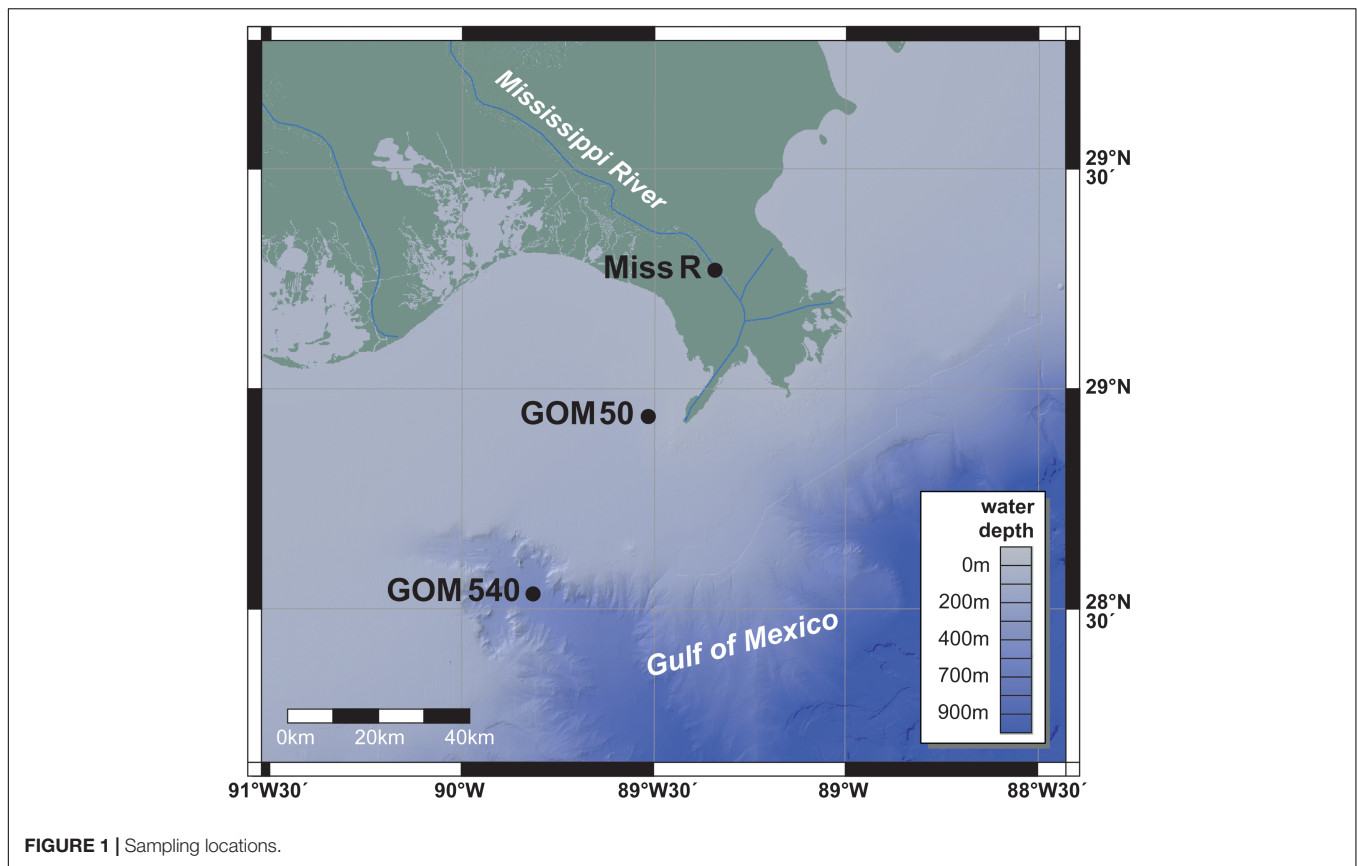 Mississippi River
29°N
30´
Miss R
29°N
GOM 50
water
depth
0m
200m
400m
700m
900m
28°N
30´
GOM 540
Gulf of Mexico
0km 20km 40km
91°W30´ 90°W 89°W30´ 89°W 88°W30´
FIGURE 1 | Sampling locations.